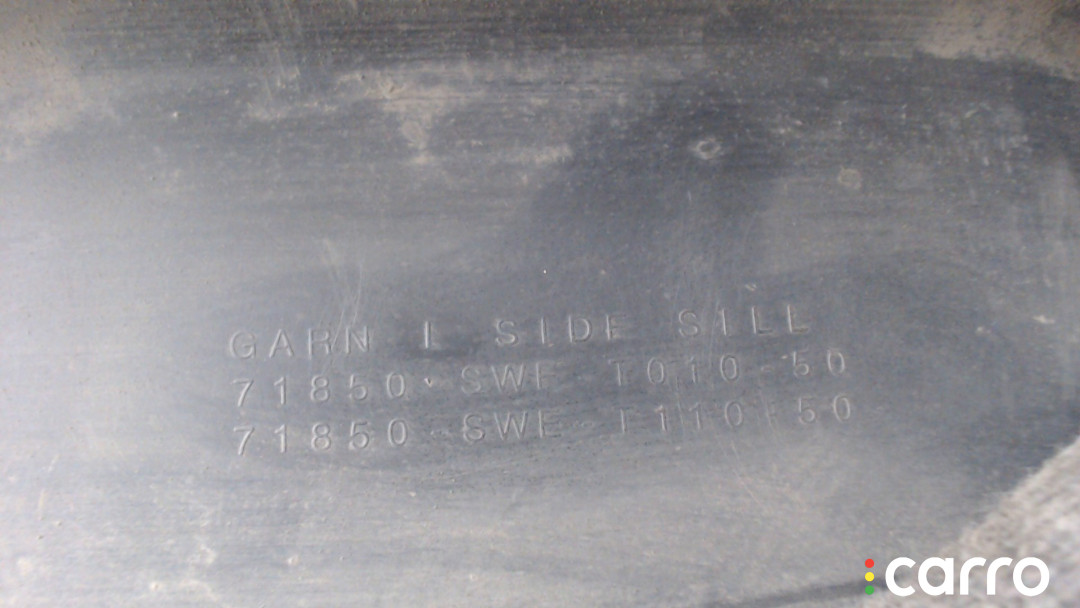 GARN L SIDE SILL
71850-SWE-T010-50
71850-SWE-T110-50
carro